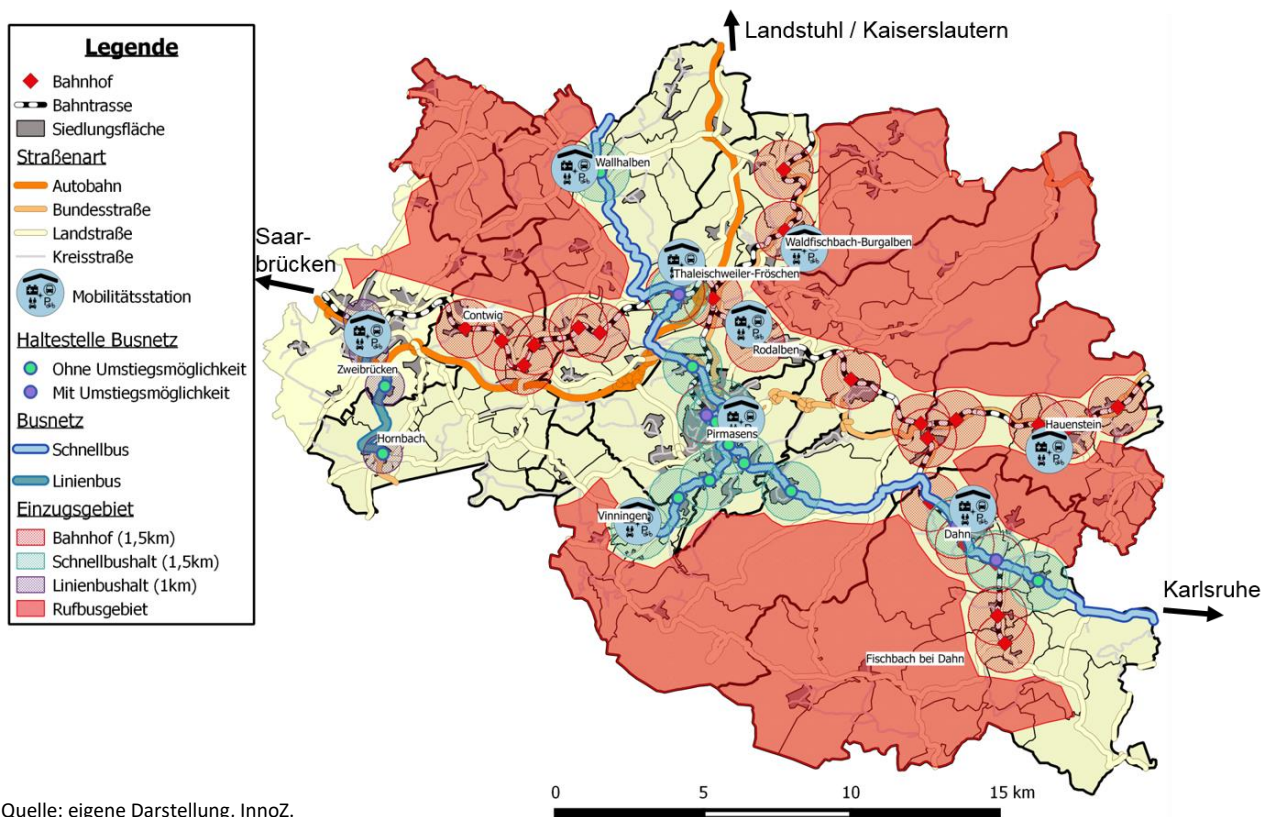 Legende
Bahnhof
Bahntrasse
Siedlungsfläche
Straßenart
Autobahn
Bundesstraße
Landstraße
Kreisstraße
Mobilitätsstation
Haltestelle Busnetz
Ohne Umstiegsmöglichkeit
Mit Umstiegsmöglichkeit
Busnetz
Schnellbus
Linienbus
Einzugsgebiet
Bahnhof (1,5km)
Schnellbushalt (1,5km)
Linienbushalt (1km)
Rufbusgebiet
Landstuhl / Kaiserslautern
Wallhalben
Waldfischbach-Burgalben
Saar-
brücken
Thaleischweiler-Fröschen
Contwig
Rodalben
Zweibrücken
Hauenstein
Pirmasens
Hornbach
Vinningen
Dahn
Karlsruhe
Fischbach bei Dahn
0 5 10 15 km
Quelle: eigene Darstellung, InnoZ.